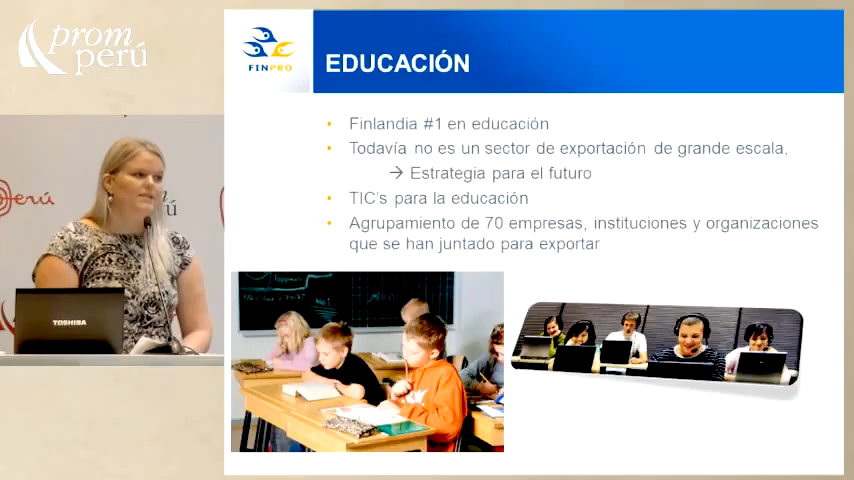 prom
perú
FINPRO
EDUCACIÓN
• Finlandia #1 en educación
• Todavía no es un sector de exportación de grande escala,
→ Estrategia para el futuro
• TIC's para la educación
• Agrupamiento de 70 empresas, instituciones y organizaciones
que se han juntado para exportar
TOSHIBA